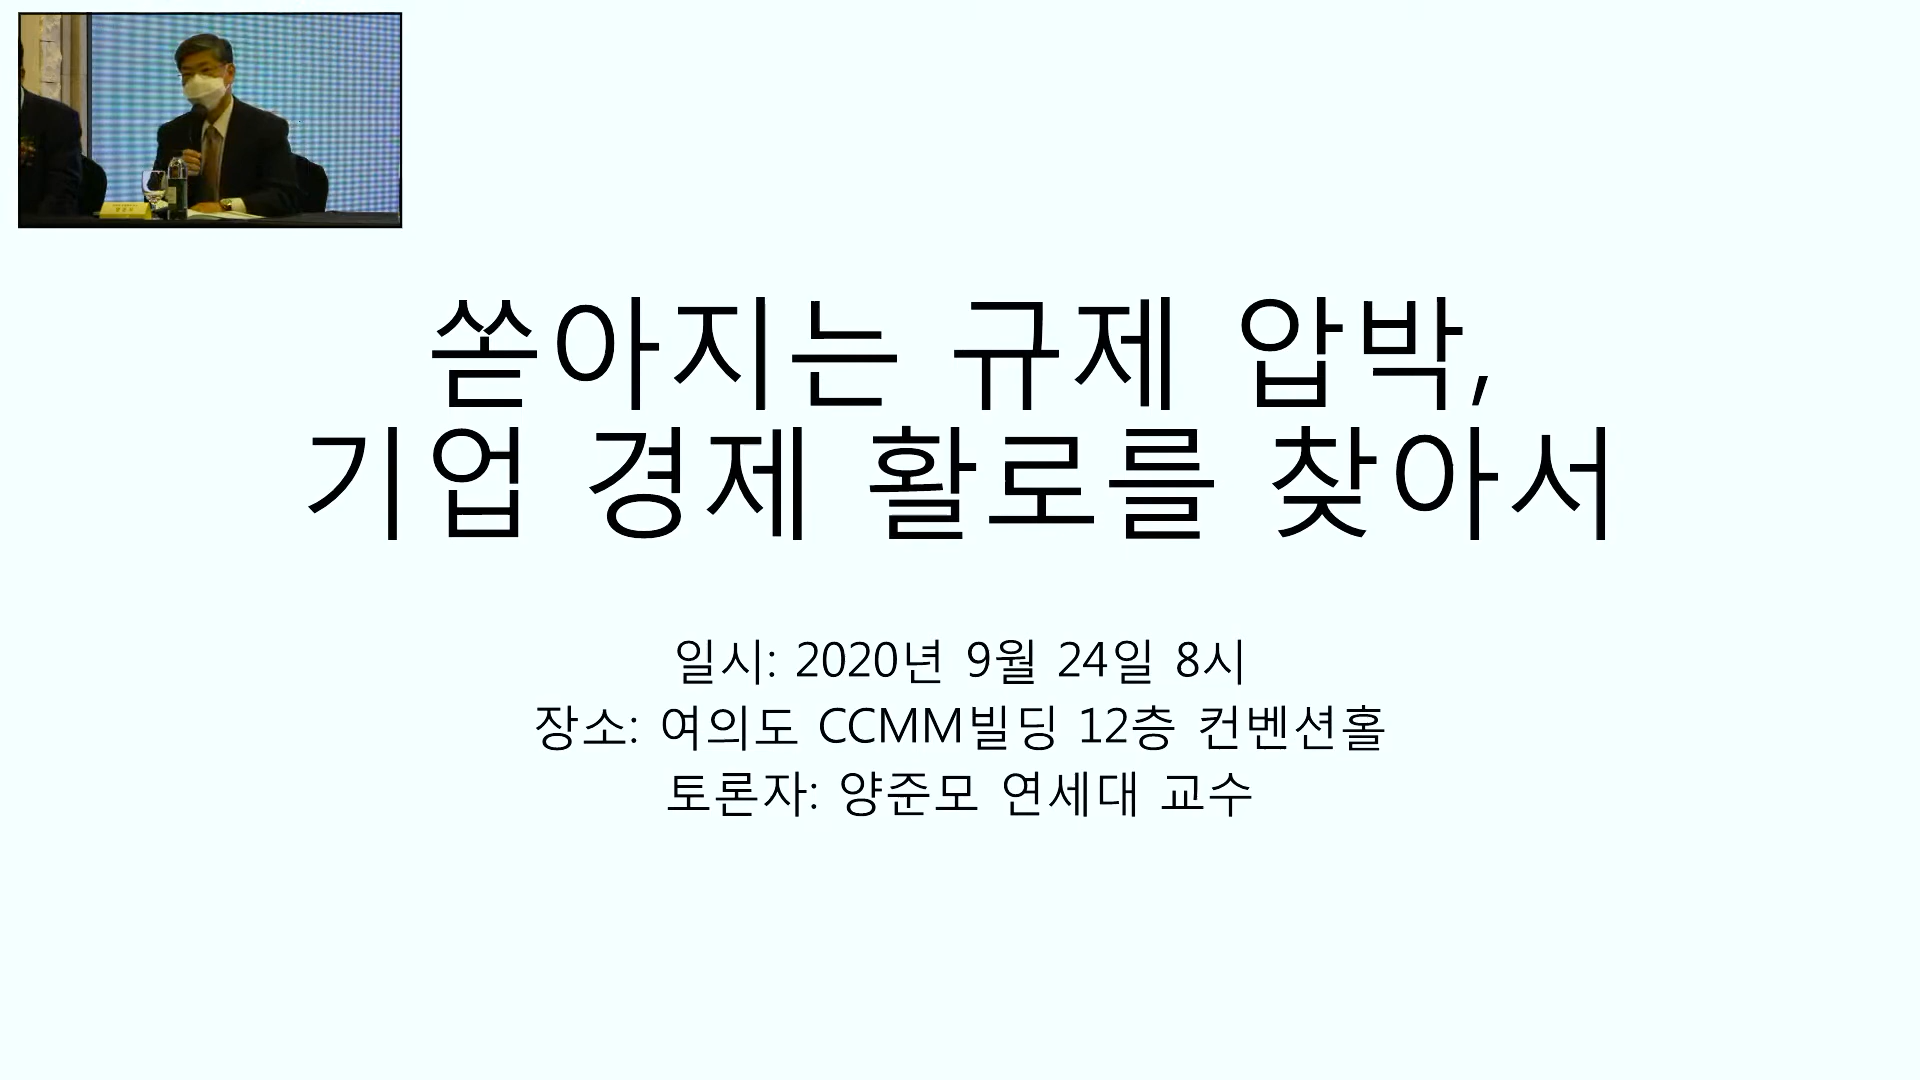 쏟아지는 규제 압박,
기업 경제 활로를 찾아서
일시: 2020년 9월 24일 8시
장소: 여의도 CCMM빌딩 12층 컨벤션홀
토론자: 양준모 연세대 교수